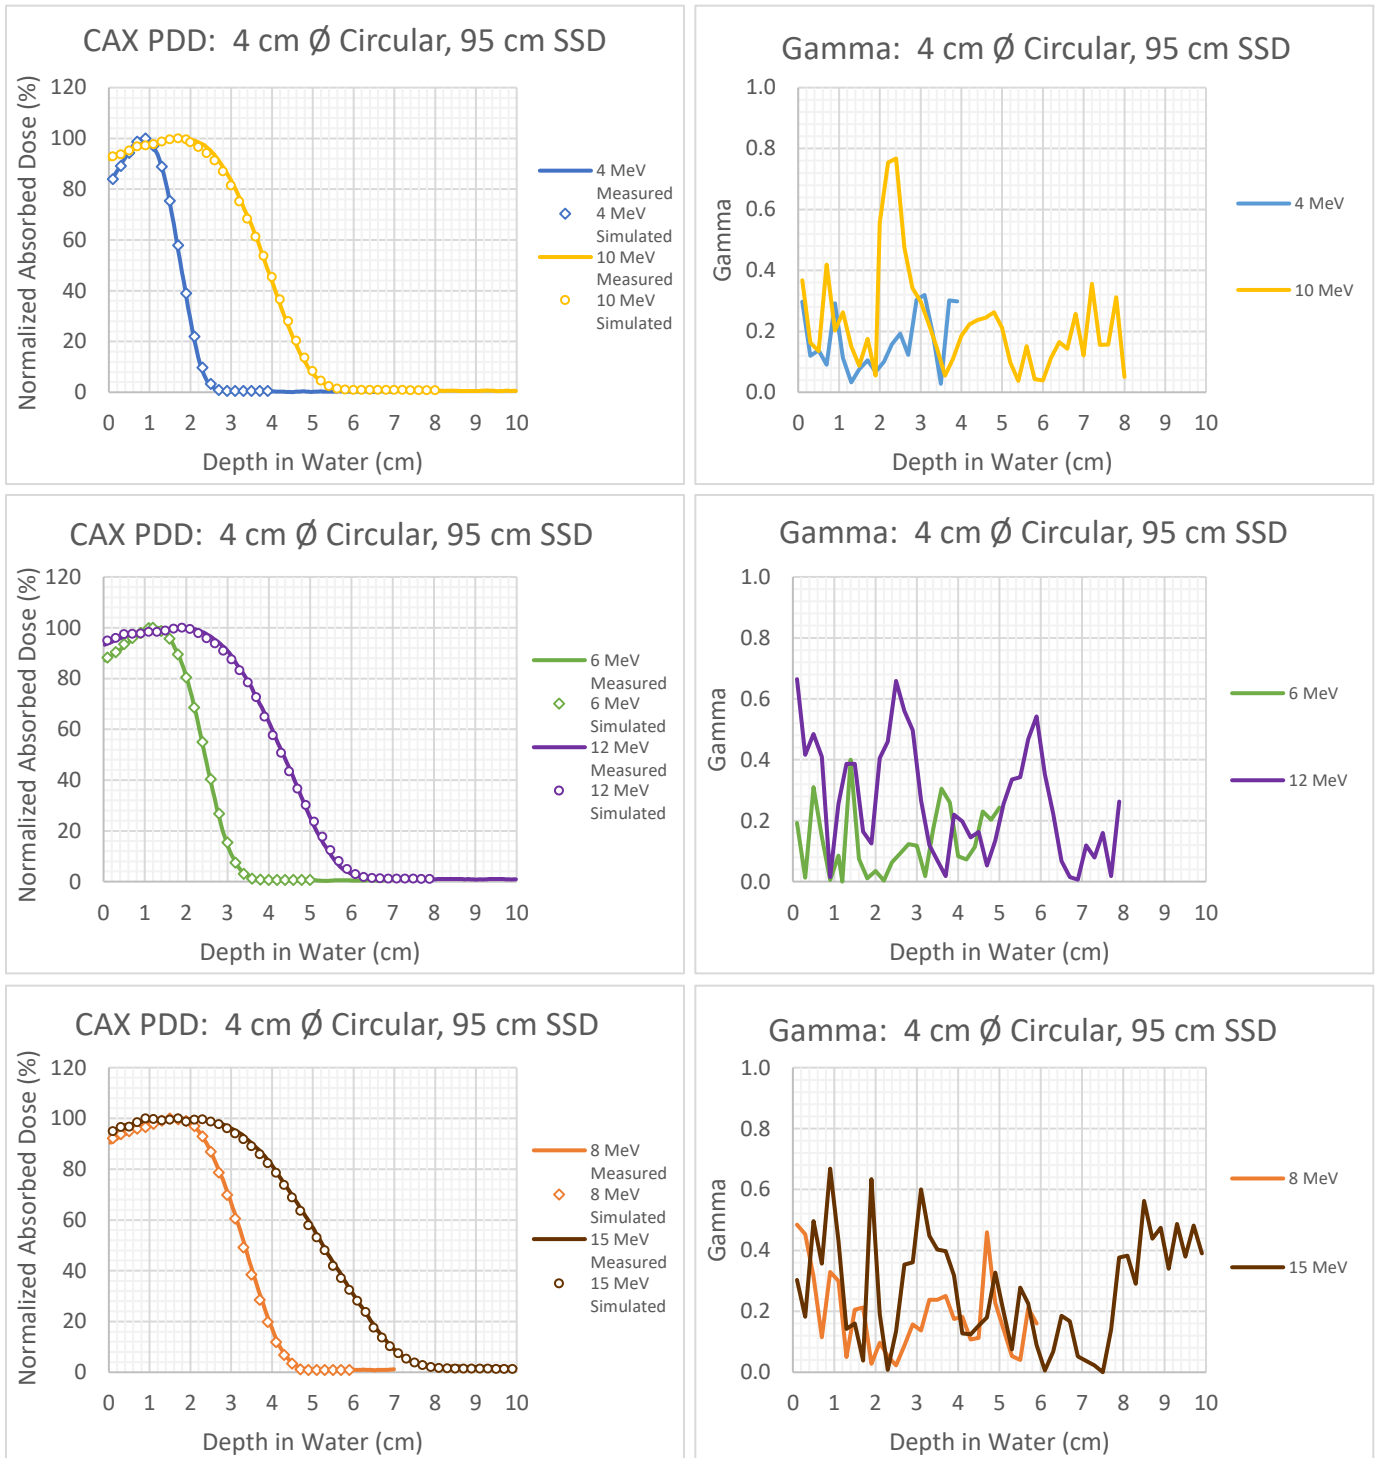 CAX PDD: 4 cm Ø Circular, 95 cm SSD
Normalized Absorbed Dose (%)
120
100
80
60
40
20
0
0 1 2 3 4 5 6 7 8 9 10
Depth in Water (cm)
4 MeV
Measured
4 MeV
Simulated
10 MeV
Measured
10 MeV
Simulated
Gamma: 4 cm Ø Circular, 95 cm SSD
Gamma
1.0
0.8
0.6
0.4
0.2
0.0
0 1 2 3 4 5 6 7 8 9 10
Depth in Water (cm)
4 MeV
10 MeV
CAX PDD: 4 cm Ø Circular, 95 cm SSD
Normalized Absorbed Dose (%)
120
100
80
60
40
20
0
0 1 2 3 4 5 6 7 8 9 10
Depth in Water (cm)
6 MeV
Measured
6 MeV
Simulated
12 MeV
Measured
12 MeV
Simulated
Gamma: 4 cm Ø Circular, 95 cm SSD
Gamma
1.0
0.8
0.6
0.4
0.2
0.0
0 1 2 3 4 5 6 7 8 9 10
Depth in Water (cm)
6 MeV
12 MeV
CAX PDD: 4 cm Ø Circular, 95 cm SSD
Normalized Absorbed Dose (%)
120
100
80
60
40
20
0
0 1 2 3 4 5 6 7 8 9 10
Depth in Water (cm)
8 MeV
Measured
8 MeV
Simulated
15 MeV
Measured
15 MeV
Simulated
Gamma: 4 cm Ø Circular, 95 cm SSD
Gamma
1.0
0.8
0.6
0.4
0.2
0.0
0 1 2 3 4 5 6 7 8 9 10
Depth in Water (cm)
8 MeV
15 MeV